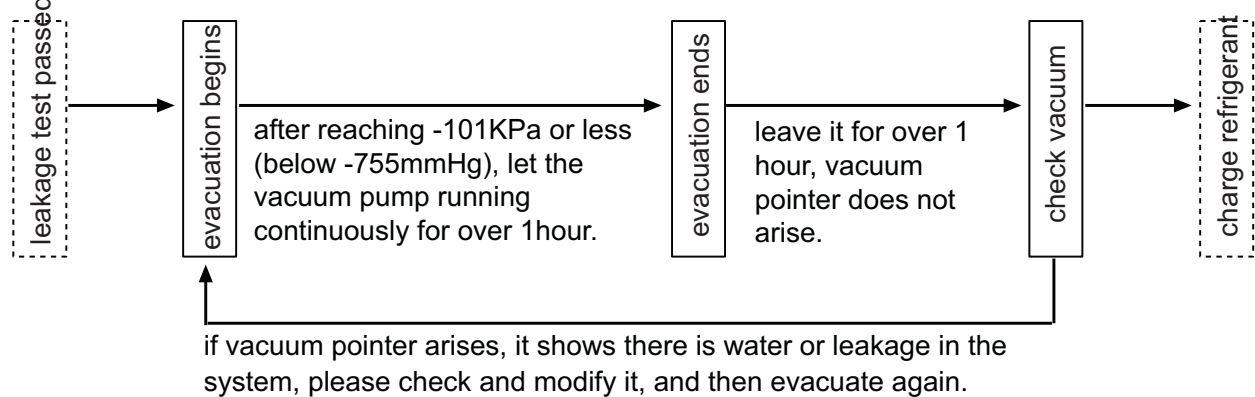 leakage test passed
evacuation begins
after reaching -101KPa or less
(below -755mmHg), let the
vacuum pump running
continuously for over 1hour.
evacuation ends
leave it for over 1
hour, vacuum
pointer does not
arise.
check vacuum
charge refrigerant
if vacuum pointer arises, it shows there is water or leakage in the
system, please check and modify it, and then evacuate again.